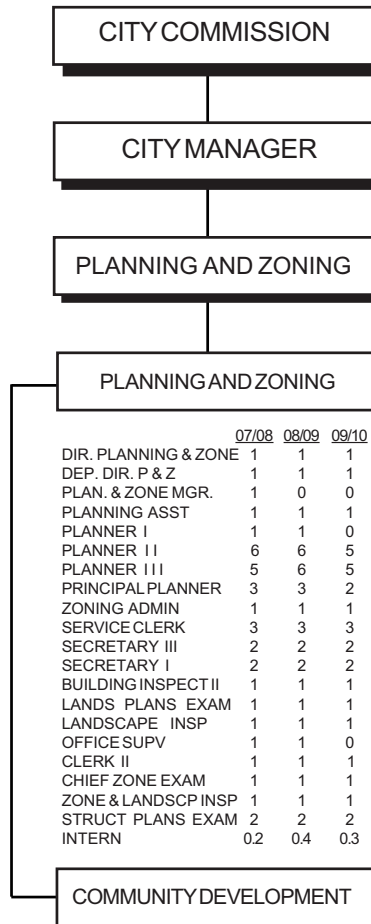 CITY COMMISSION
CITY MANAGER
PLANNING AND ZONING
PLANNING AND ZONING
07/08 08/09 09/10
DIR. PLANNING & ZONE 1 1 1
DEP. DIR. P & Z 1 1 1
PLAN. & ZONE MGR. 1 0 0
PLANNING ASST 1 1 1
PLANNER I 1 1 0
PLANNER II 6 6 5
PLANNER III 5 6 5
PRINCIPAL PLANNER 3 3 2
ZONING ADMIN 1 1 1
SERVICE CLERK 3 3 3
SECRETARY III 2 2 2
SECRETARY I 2 2 2
BUILDING INSPECT II 1 1 1
LANDS PLANS EXAM 1 1 1
LANDSCAPE INSP 1 1 1
OFFICE SUPV 1 1 0
CLERK II 1 1 1
CHIEF ZONE EXAM 1 1 1
ZONE & LANDSCP INSP 1 1 1
STRUCT PLANS EXAM 2 2 2
INTERN 0.2 0.4 0.3
COMMUNITY DEVELOPMENT